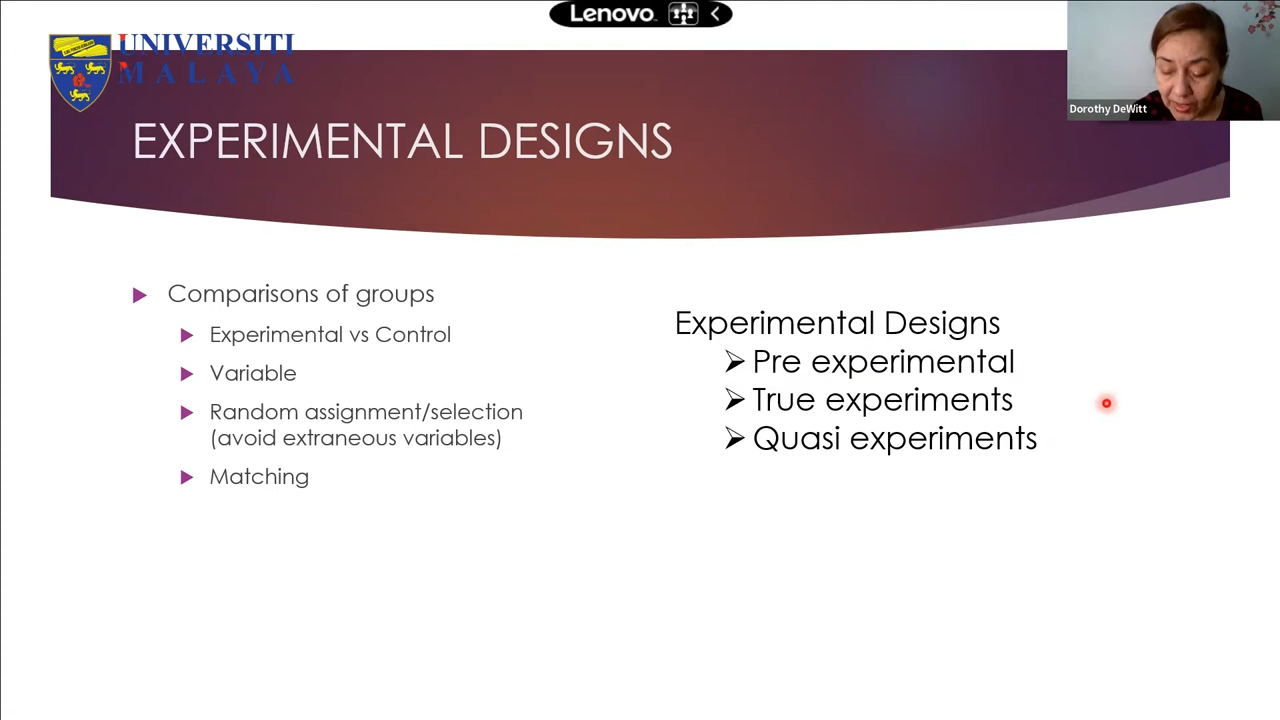 Lenovo
UNIVERSITI
MALAYA
Dorothy DeWitt
EXPERIMENTAL DESIGNS
Comparisons of groups
Experimental vs Control
Variable
Random assignment/selection
(avoid extraneous variables)
Matching
Experimental Designs
Pre experimental
True experiments
Quasi experiments